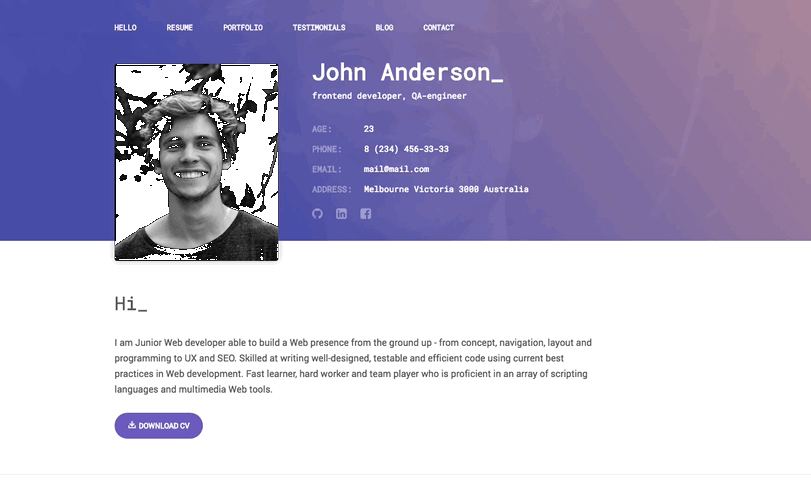 HELLO RESUME PORTFOLIO TESTIMONIALS BLOG CONTACT
John Anderson_
frontend developer, QA-engineer
AGE: 23
PHONE: 8 (234) 456-33-33
EMAIL: mail@mail.com
ADDRESS: Melbourne Victoria 3000 Australia
Hi_
I am Junior Web developer able to build a Web presence from the ground up - from concept, navigation, layout and
programming to UX and SEO. Skilled at writing well-designed, testable and efficient code using current best
practices in Web development. Fast learner, hard worker and team player who is proficient in an array of scripting
languages and multimedia Web tools.
DOWNLOAD CV